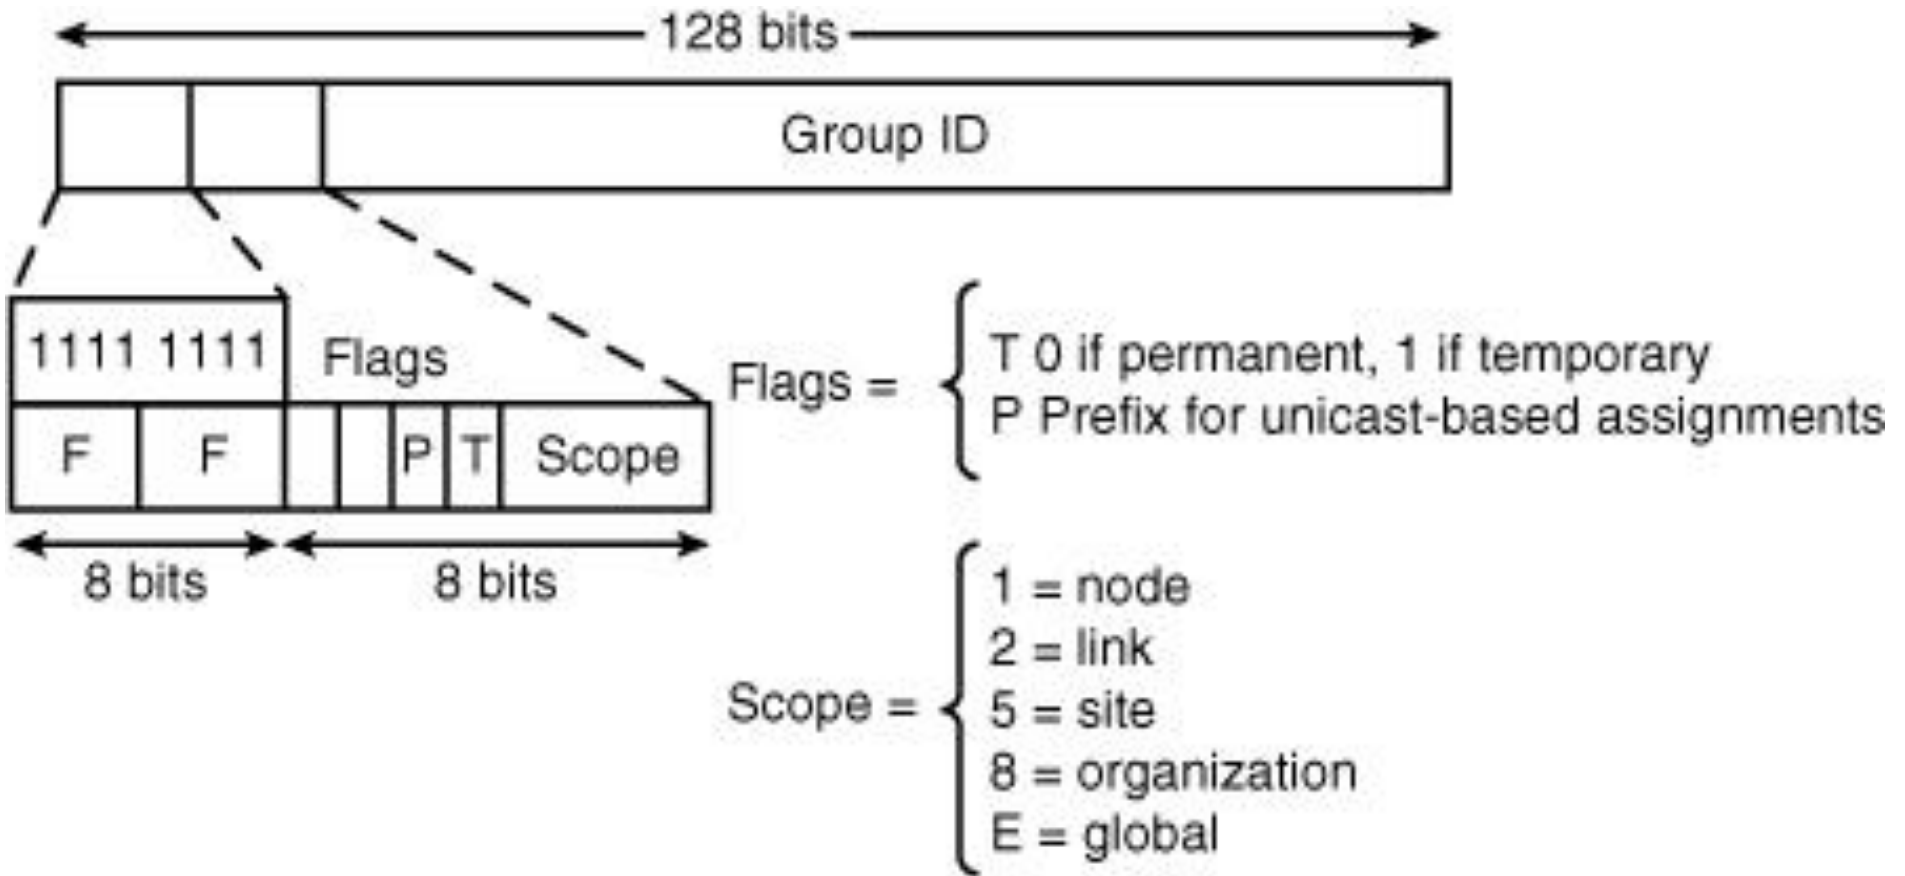 128 bits
Group ID
1111 1111
Flags
F F P T Scope
8 bits 8 bits
Flags =
T 0 if permanent, 1 if temporary
P Prefix for unicast-based assignments
Scope =
1 = node
2 = link
5 = site
8 = organization
E = global